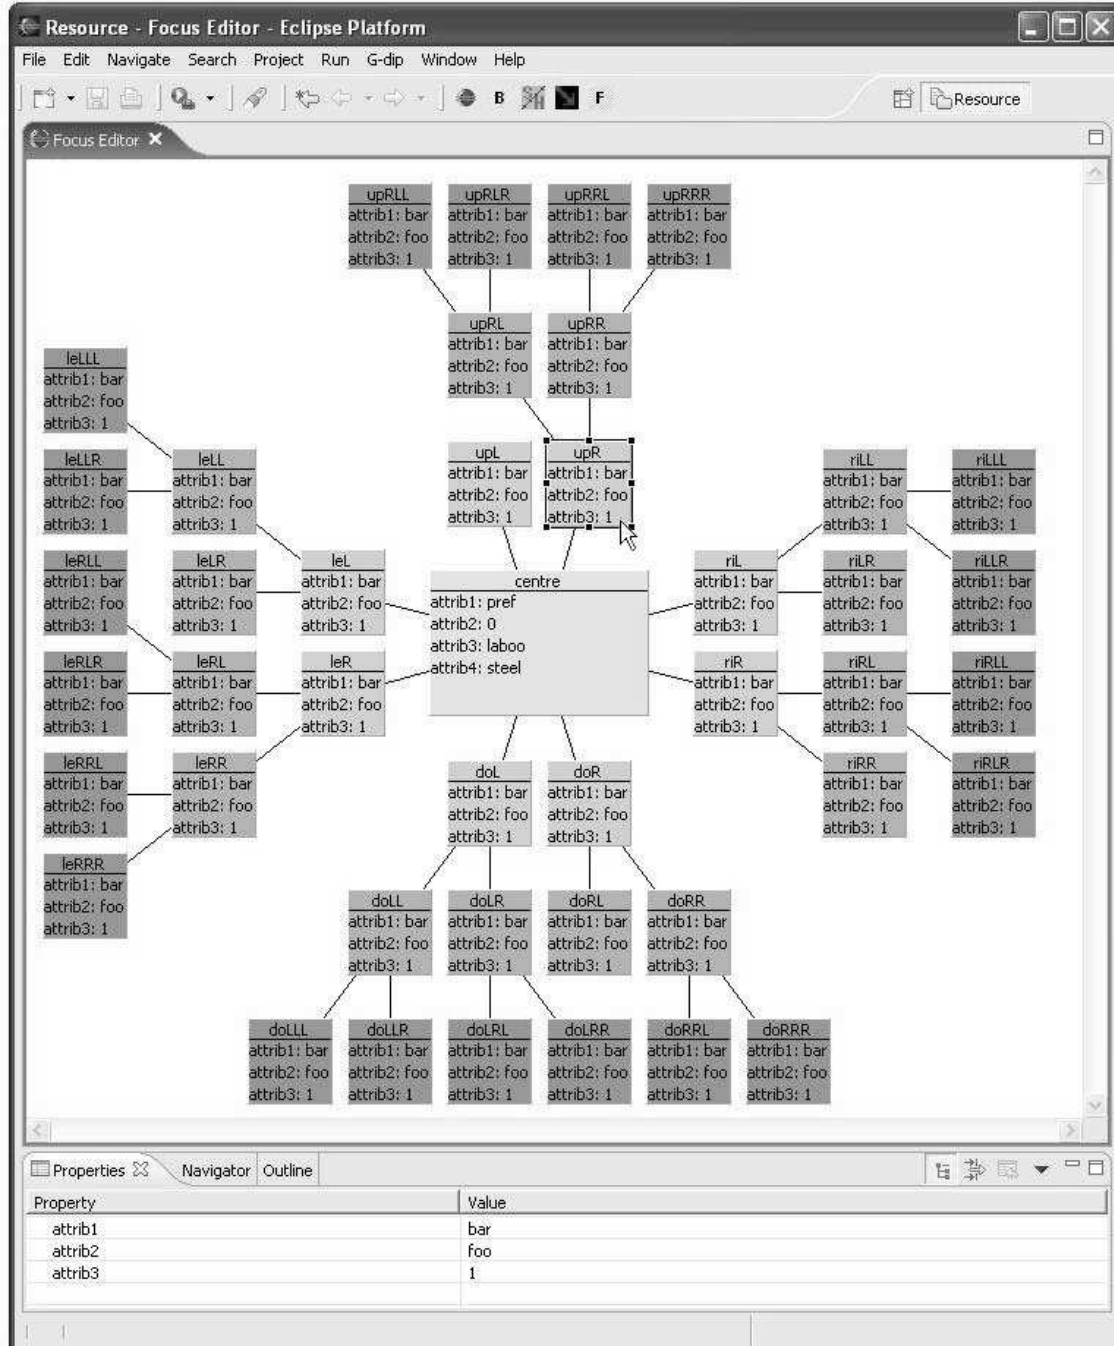 Resource - Focus Editor - Eclipse Platform
File Edit Navigate Search Project Run G-dip Window Help
B F Resource
Focus Editor
upRLL upRLR upRRL upRRR
attrib1: bar attrib1: bar attrib1: bar attrib1: bar
attrib2: foo attrib2: foo attrib2: foo attrib2: foo
attrib3: 1 attrib3: 1 attrib3: 1 attrib3: 1
upRL upRR
attrib1: bar attrib1: bar
attrib2: foo attrib2: foo
attrib3: 1 attrib3: 1
leLLL
attrib1: bar
attrib2: foo
attrib3: 1
upL upR
attrib1: bar attrib1: bar
attrib2: foo attrib2: foo
attrib3: 1 attrib3: 1
leLLR leLL riLL riLLL
attrib1: bar attrib1: bar attrib1: bar attrib1: bar
attrib2: foo attrib2: foo attrib2: foo attrib2: foo
attrib3: 1 attrib3: 1 attrib3: 1 attrib3: 1
leRLL leLR leL riL riLR riLLR
attrib1: bar attrib1: bar attrib1: bar attrib1: bar attrib1: bar attrib1: bar
attrib2: foo attrib2: foo attrib2: foo attrib2: foo attrib2: foo attrib2: foo
attrib3: 1 attrib3: 1 attrib3: 1 attrib3: 1 attrib3: 1 attrib3: 1
centre
attrib1: pref
attrib2: 0
attrib3: laboo
attrib4: steel
leRLR leRL leR riR riRL riRLL
attrib1: bar attrib1: bar attrib1: bar attrib1: bar attrib1: bar attrib1: bar
attrib2: foo attrib2: foo attrib2: foo attrib2: foo attrib2: foo attrib2: foo
attrib3: 1 attrib3: 1 attrib3: 1 attrib3: 1 attrib3: 1 attrib3: 1
leRRL leRR riRR riRLR
attrib1: bar attrib1: bar attrib1: bar attrib1: bar
attrib2: foo attrib2: foo attrib2: foo attrib2: foo
attrib3: 1 attrib3: 1 attrib3: 1 attrib3: 1
doL doR
attrib1: bar attrib1: bar
attrib2: foo attrib2: foo
attrib3: 1 attrib3: 1
leRRR
attrib1: bar
attrib2: foo
attrib3: 1
doLL doLR doRL doRR
attrib1: bar attrib1: bar attrib1: bar attrib1: bar
attrib2: foo attrib2: foo attrib2: foo attrib2: foo
attrib3: 1 attrib3: 1 attrib3: 1 attrib3: 1
doLLL doLLR doLRL doLRR doRRL doRRR
attrib1: bar attrib1: bar attrib1: bar attrib1: bar attrib1: bar attrib1: bar
attrib2: foo attrib2: foo attrib2: foo attrib2: foo attrib2: foo attrib2: foo
attrib3: 1 attrib3: 1 attrib3: 1 attrib3: 1 attrib3: 1 attrib3: 1
Properties Navigator Outline
Property Value
attrib1 bar
attrib2 foo
attrib3 1